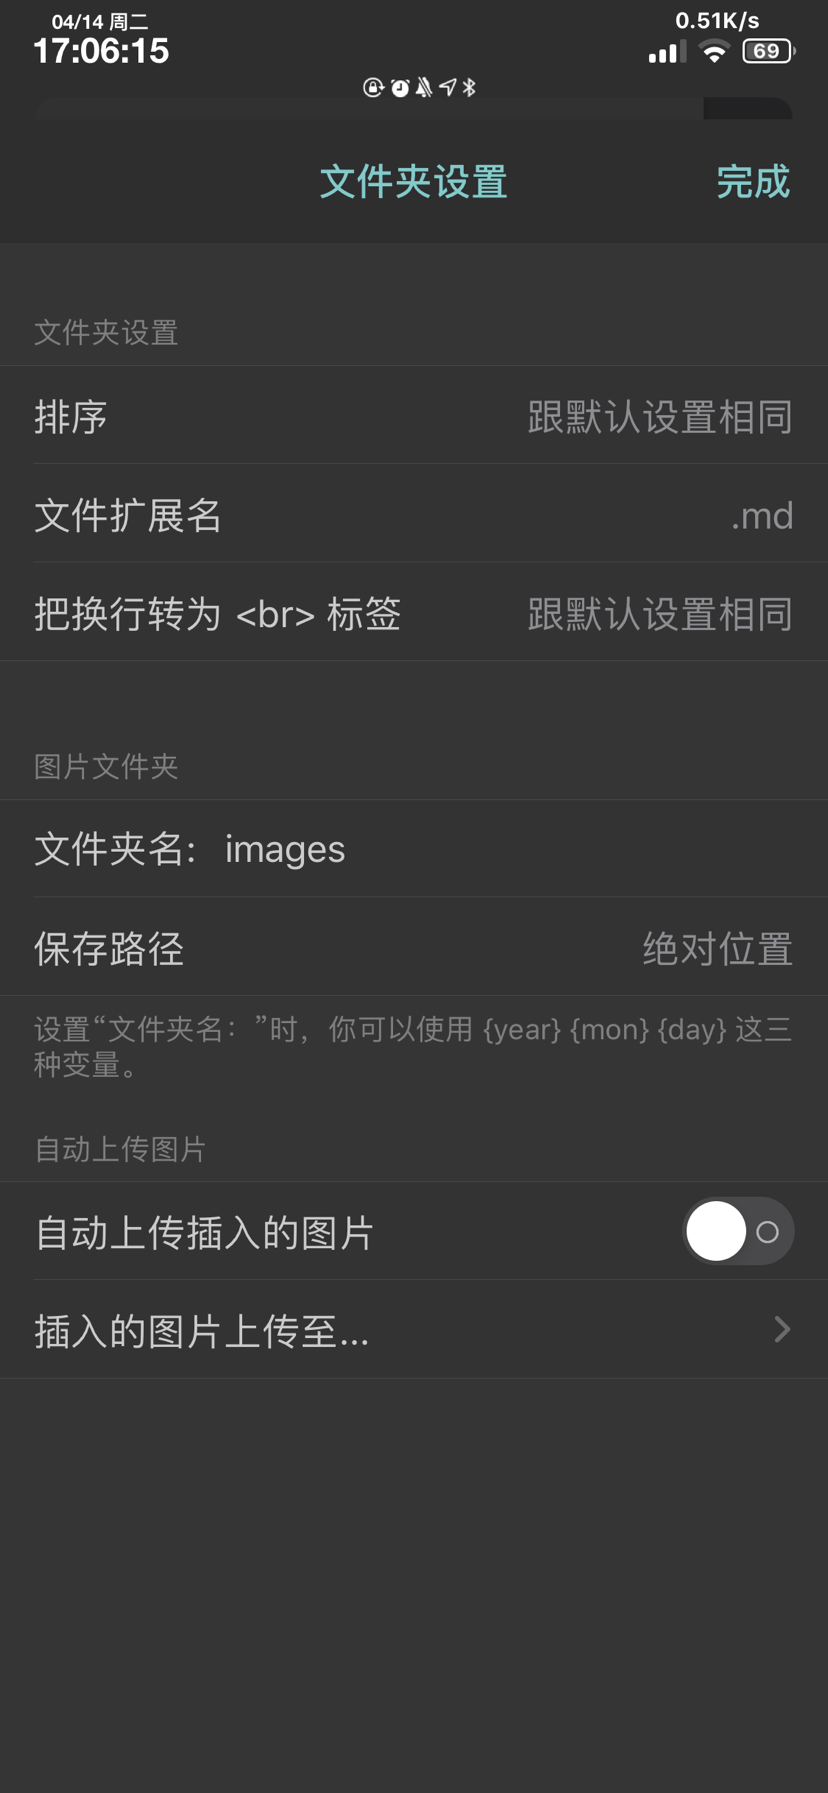 04/14 周二
0.51K/s
17:06:15
69
文件夹设置
完成
文件夹设置
排序
跟默认设置相同
文件扩展名
.md
把换行转为 <br> 标签
跟默认设置相同
图片文件夹
文件夹名： images
保存路径
绝对位置
设置“文件夹名：”时，你可以使用 {year} {mon} {day} 这三
种变量。
自动上传图片
自动上传插入的图片
插入的图片上传至...